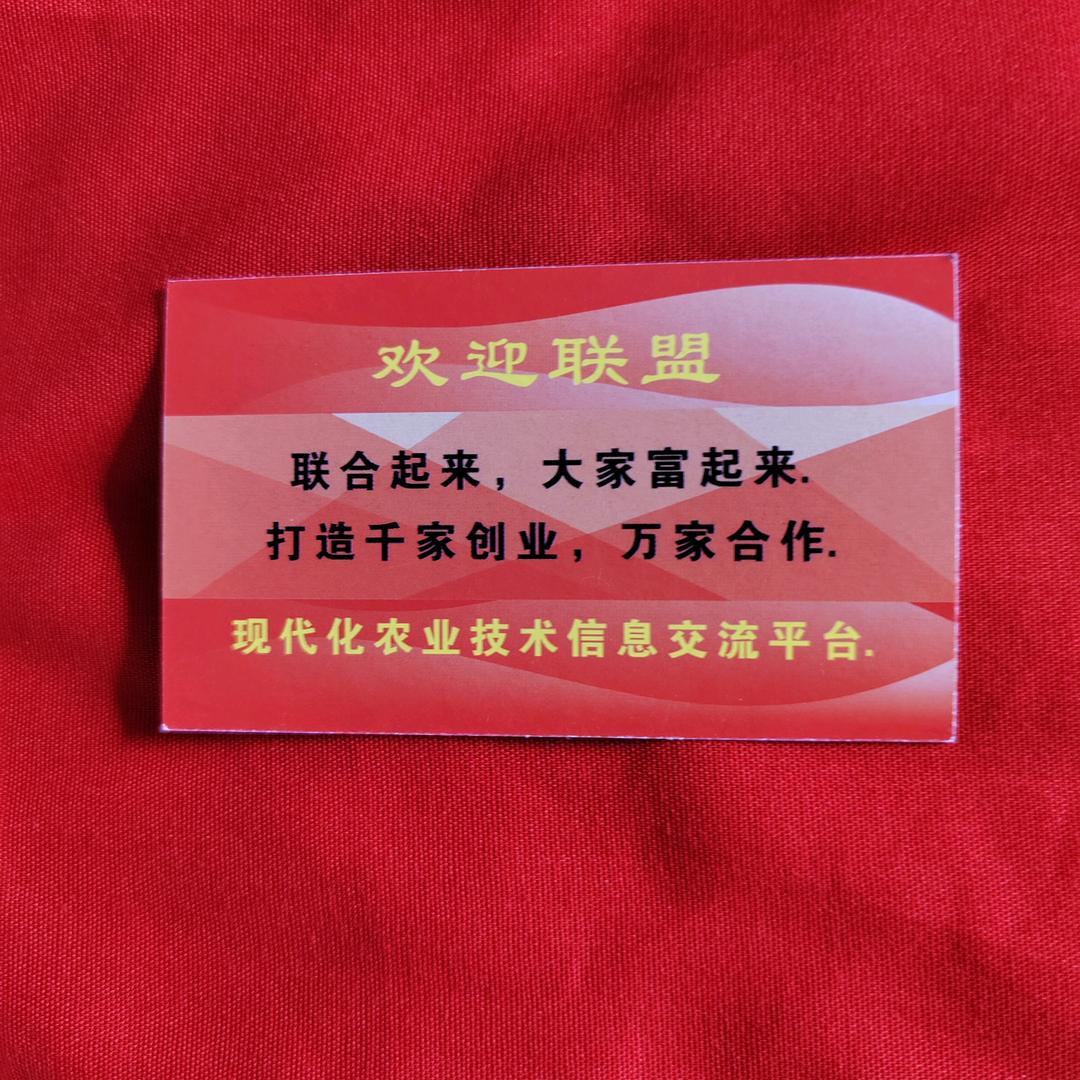 欢迎联盟
联合起来，大家富起来.
打造千家创业，万家合作.
现代化农业技术信息交流平台.